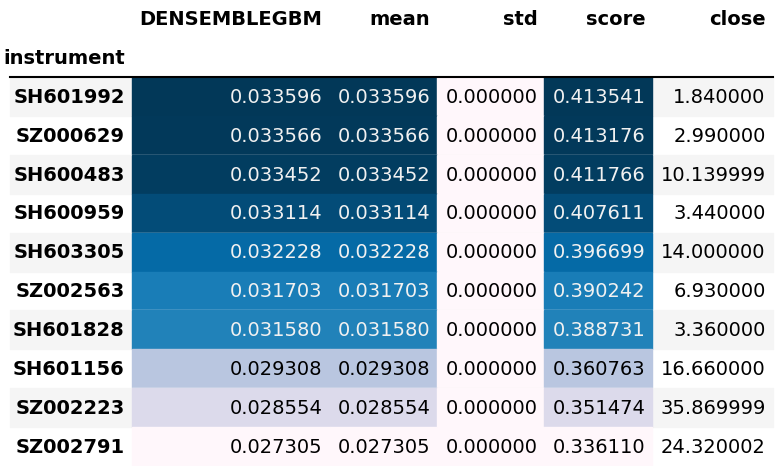 DENSEMBLEGBM mean std score close
instrument
SH601992 0.033596 0.033596 0.000000 0.413541 1.840000
SZ000629 0.033566 0.033566 0.000000 0.413176 2.990000
SH600483 0.033452 0.033452 0.000000 0.411766 10.139999
SH600959 0.033114 0.033114 0.000000 0.407611 3.440000
SH603305 0.032228 0.032228 0.000000 0.396699 14.000000
SZ002563 0.031703 0.031703 0.000000 0.390242 6.930000
SH601828 0.031580 0.031580 0.000000 0.388731 3.360000
SH601156 0.029308 0.029308 0.000000 0.360763 16.660000
SZ002223 0.028554 0.028554 0.000000 0.351474 35.869999
SZ002791 0.027305 0.027305 0.000000 0.336110 24.320002